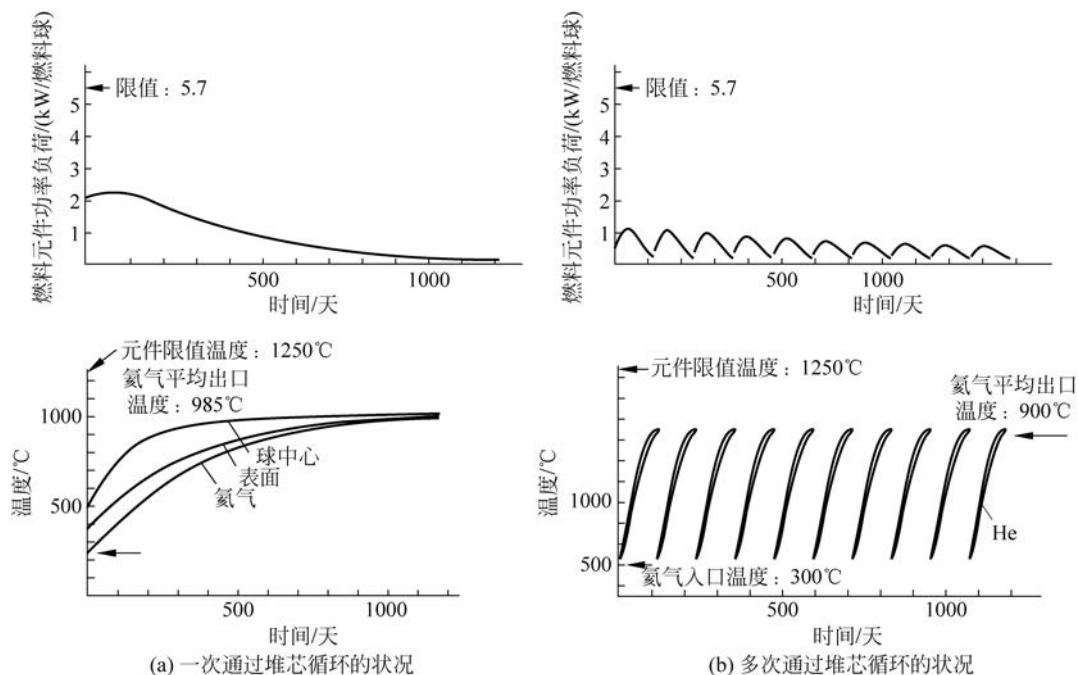 燃料元件功率负荷/(kW/燃料球)
限值：5.7
5
4
3
2
1
500
1000
时间/天
燃料元件功率负荷/(kW/燃料球)
限值：5.7
5
4
3
2
1
500
1000
时间/天
元件限值温度：1250℃
氦气平均出口
温度：985℃
1000
球中心
表面
氦气
温度/℃
500
500
1000
时间/天
(a) 一次通过堆芯循环的状况
元件限值温度：1250℃
氦气平均出口
温度：900℃
1000
温度/℃
He
500
氦气入口温度：300℃
500
1000
时间/天
(b) 多次通过堆芯循环的状况